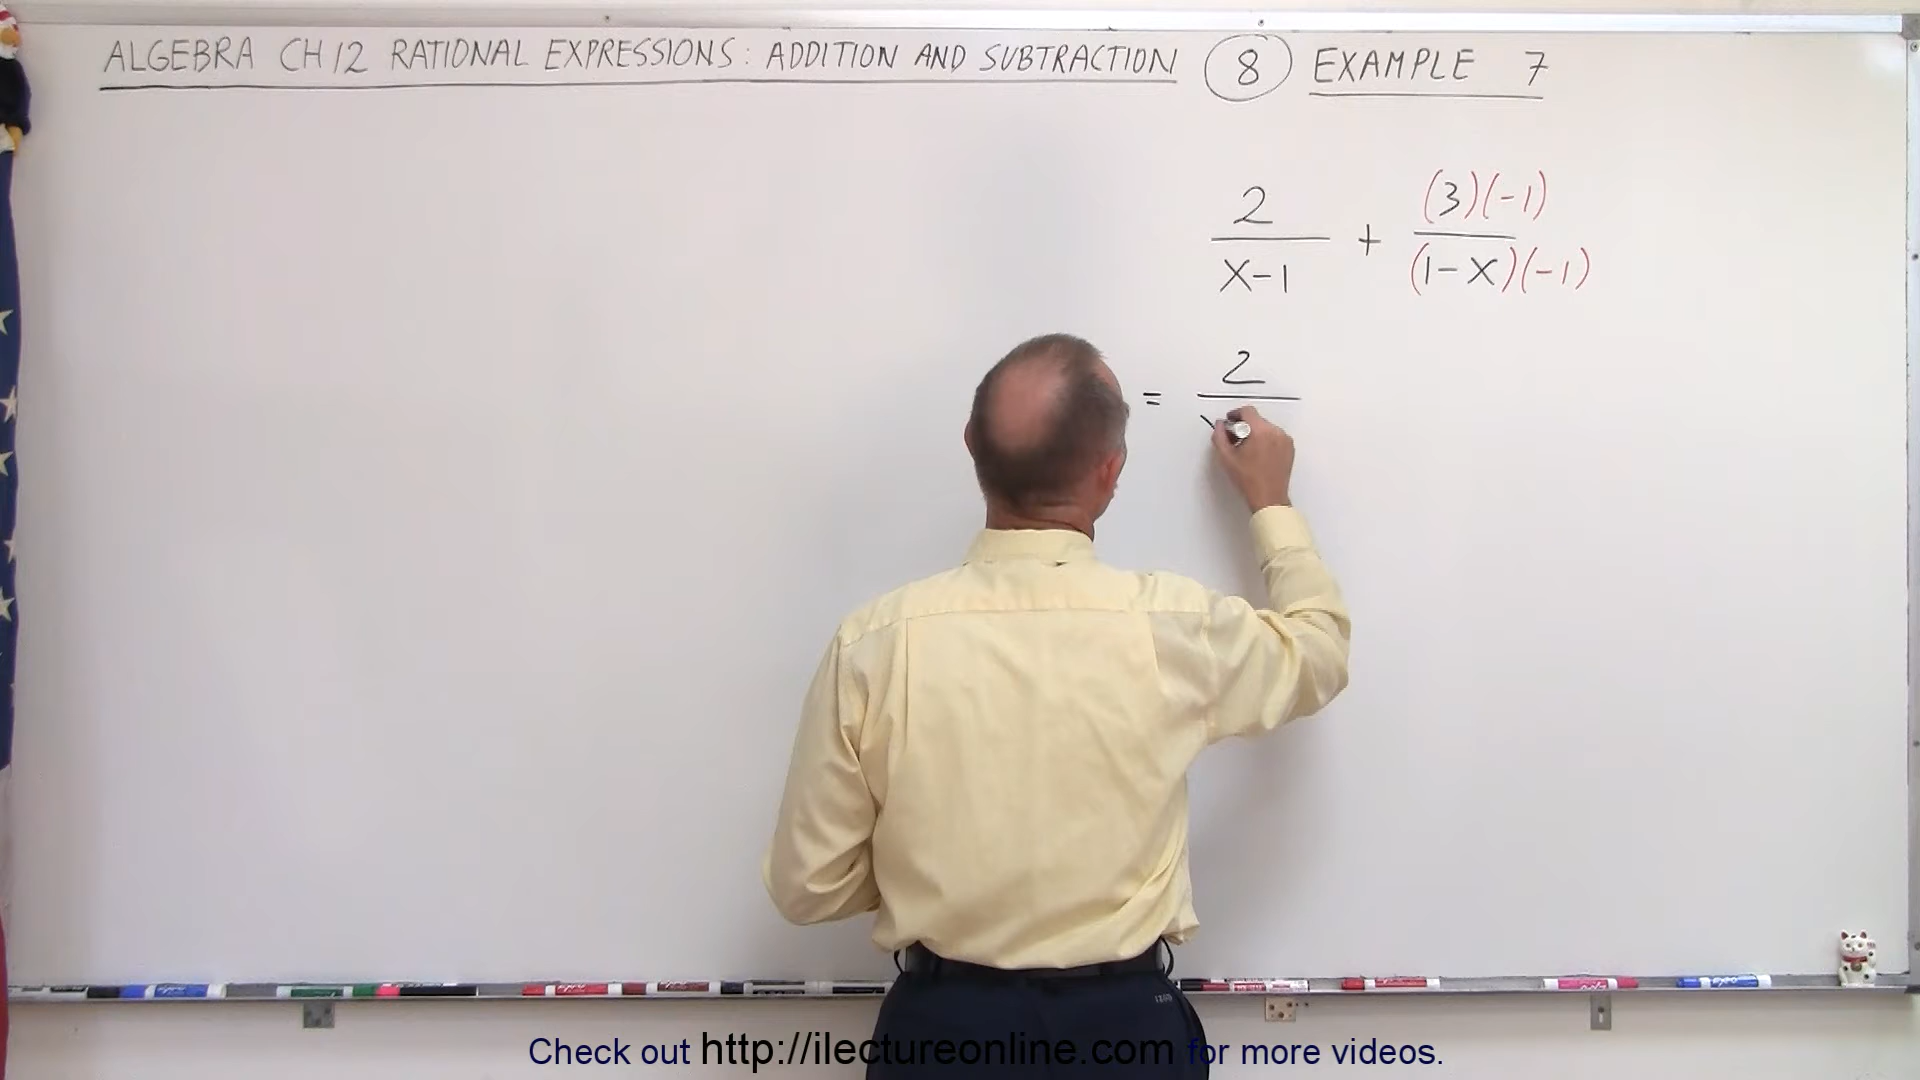 ALGEBRA CH 12 RATIONAL EXPRESSIONS: ADDITION AND SUBTRACTION 8 EXAMPLE 7
2/(x-1) + (3)(-1)/(1-x)(-1)
= 2/
Check out http://ilectureonline.com for more videos.